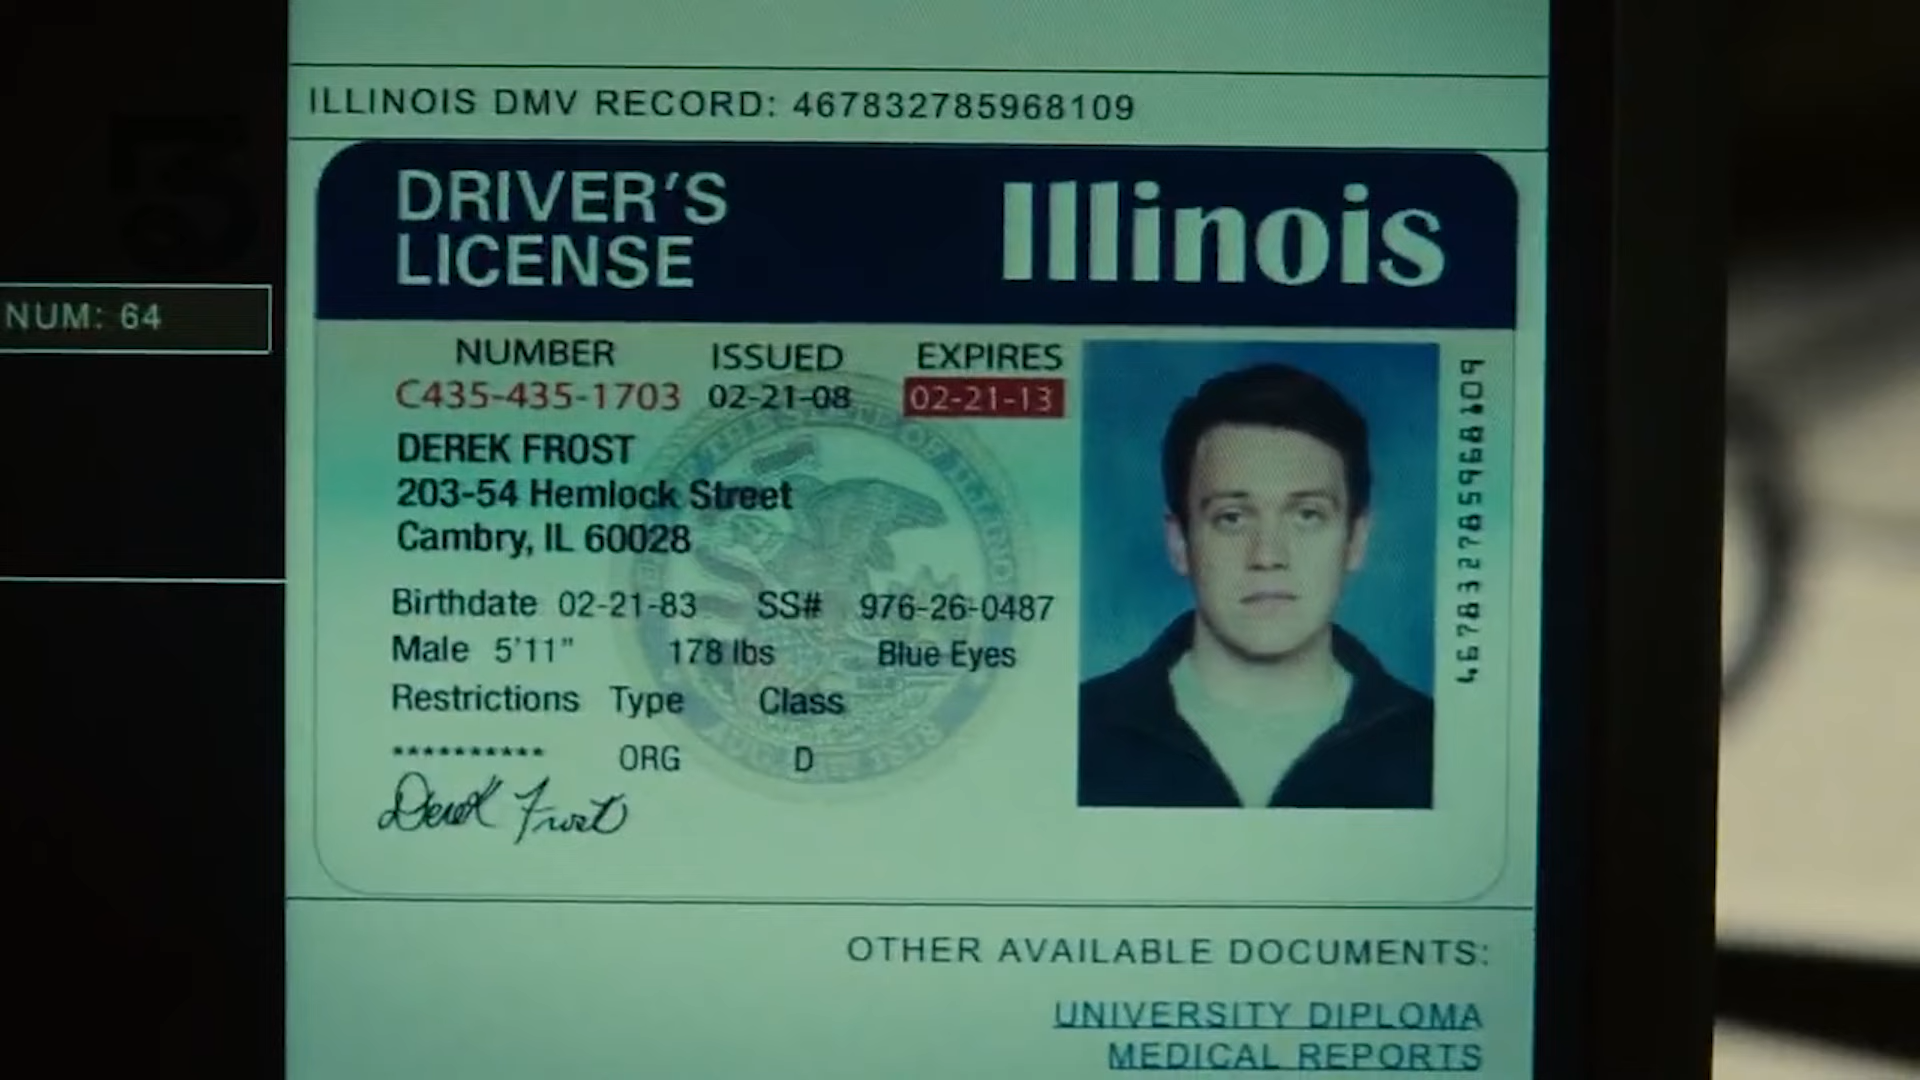 ILLINOIS DMV RECORD: 467832785968109
DRIVER'S
LICENSE
Illinois
NUM: 64
NUMBER ISSUED EXPIRES
C435-435-1703 02-21-08 02-21-13
DEREK FROST
203-54 Hemlock Street
Cambry, IL 60028
Birthdate 02-21-83 SS# 976-26-0487
Male 5'11" 178 lbs Blue Eyes
Restrictions Type Class
********** ORG D
Derek Frost
467832785968109
OTHER AVAILABLE DOCUMENTS:
UNIVERSITY DIPLOMA
MEDICAL REPORTS